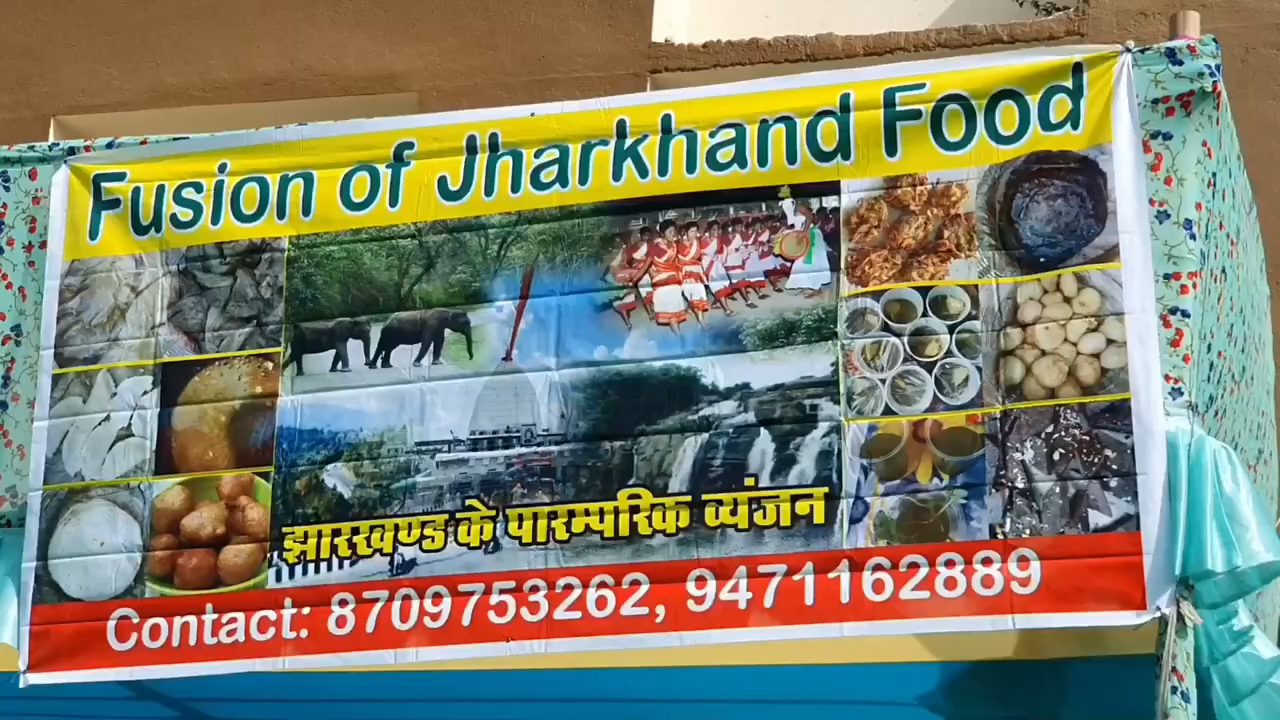 Fusion of Jharkhand Food
झारखण्ड के पारम्परिक व्यंजन
Contact: 8709753262, 9471162889